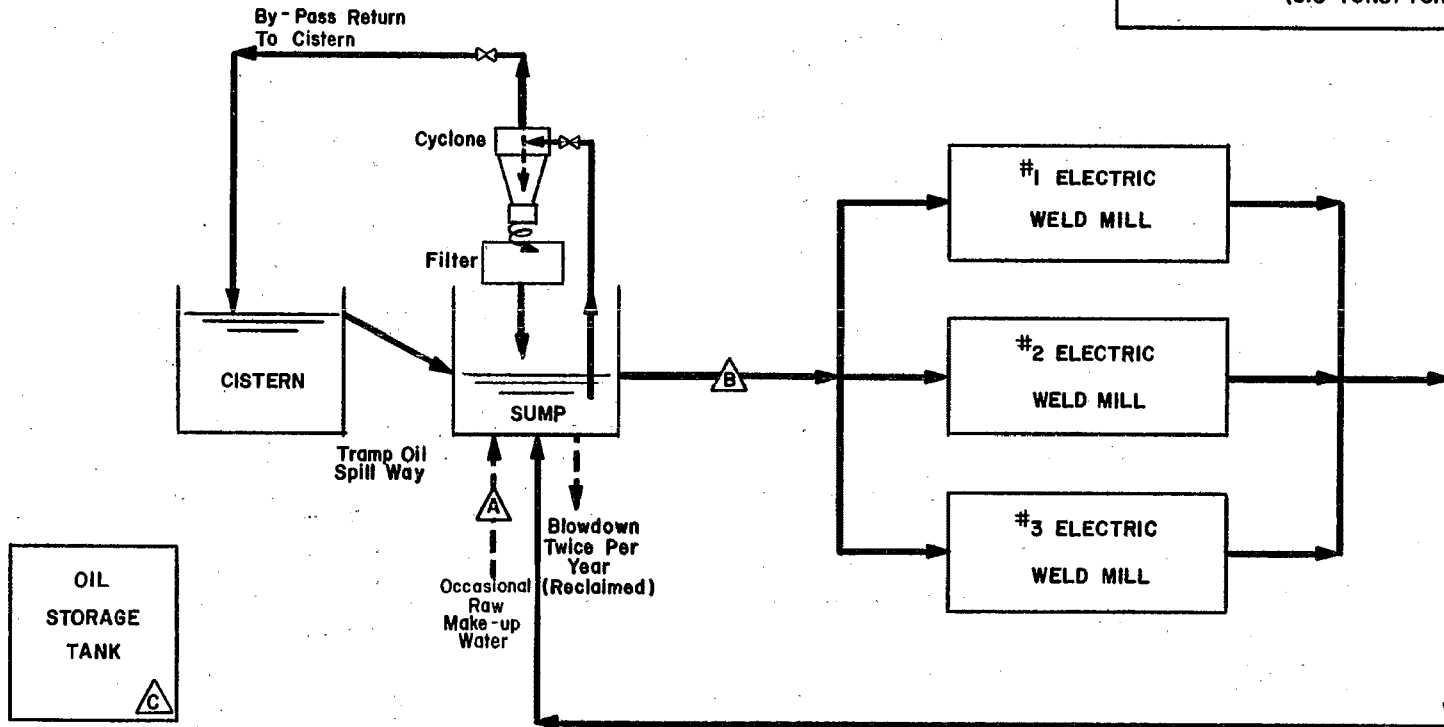 By-Pass Return
To Cistern
Cyclone
Filter
CISTERN
SUMP
Tramp Oil
Spill Way
A
B
Blowdown
Twice Per
Year
(Reclaimed)
Occasional
Raw
Make-up
Water
#1 ELECTRIC
WELD MILL
#2 ELECTRIC
WELD MILL
#3 ELECTRIC
WELD MILL
OIL
STORAGE
TANK
C